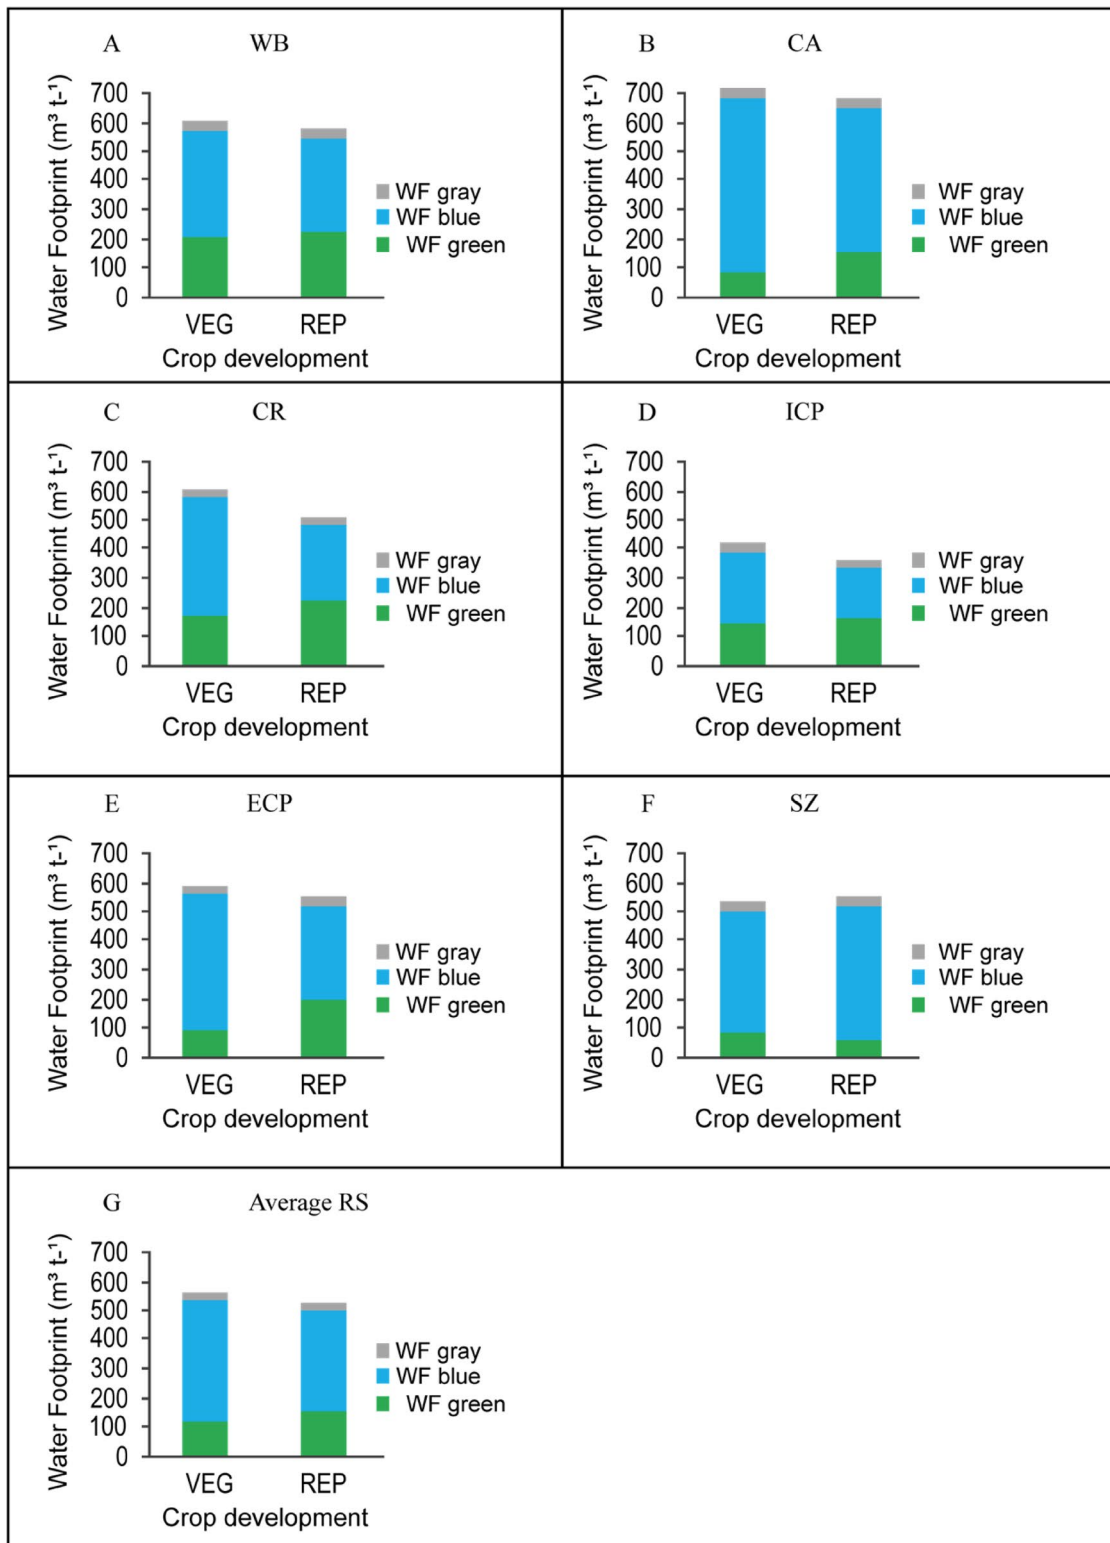 A WB
Water Footprint (m³ t-¹)
700
600
500
400
300
200
100
0
VEG REP
Crop development
WF gray
WF blue
WF green
B CA
Water Footprint (m³ t-¹)
700
600
500
400
300
200
100
0
VEG REP
Crop development
WF gray
WF blue
WF green
C CR
Water Footprint (m³ t-¹)
700
600
500
400
300
200
100
0
VEG REP
Crop development
WF gray
WF blue
WF green
D ICP
Water Footprint (m³ t-¹)
700
600
500
400
300
200
100
0
VEG REP
Crop development
WF gray
WF blue
WF green
E ECP
Water Footprint (m³ t-¹)
700
600
500
400
300
200
100
0
VEG REP
Crop development
WF gray
WF blue
WF green
F SZ
Water Footprint (m³ t-¹)
700
600
500
400
300
200
100
0
VEG REP
Crop development
WF gray
WF blue
WF green
G Average RS
Water Footprint (m³ t-¹)
700
600
500
400
300
200
100
0
VEG REP
Crop development
WF gray
WF blue
WF green